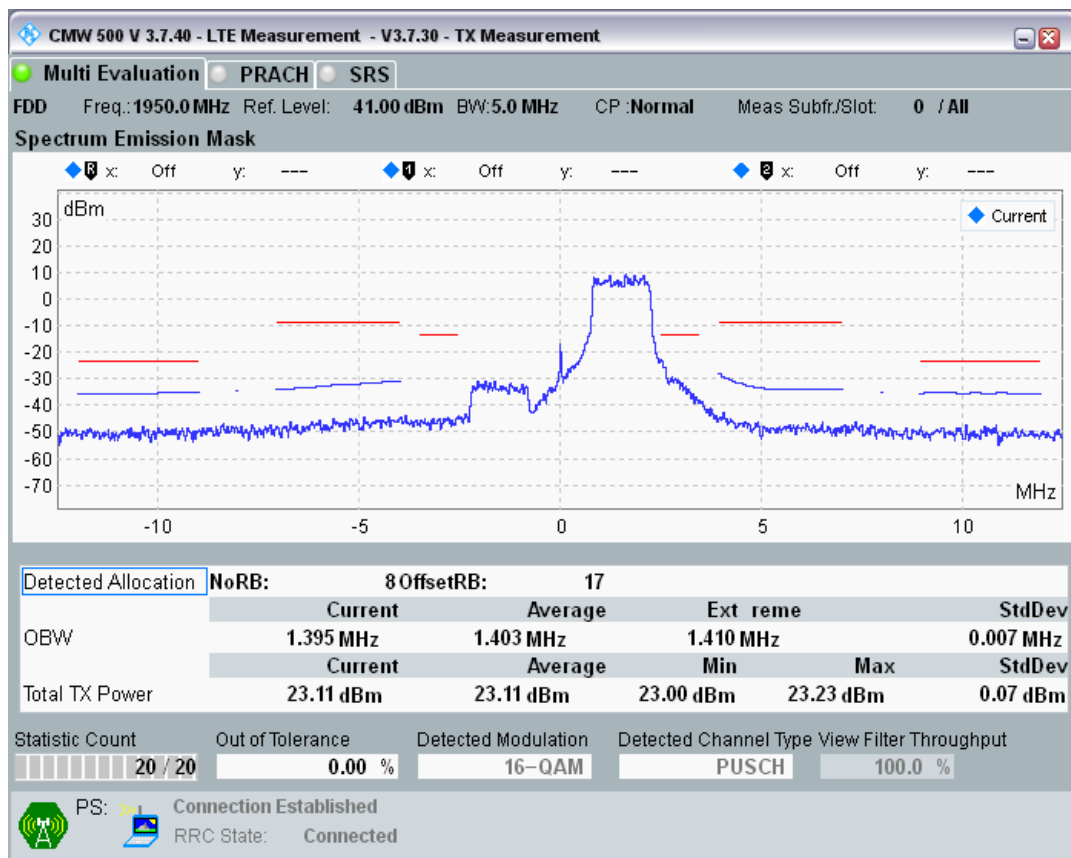 CMW 500 V 3.7.40 - LTE Measurement - V3.7.30 - TX Measurement
Multi Evaluation PRACH SRS
FDD Freq.: 1950.0 MHz Ref. Level: 41.00 dBm BW: 5.0 MHz CP : Normal Meas Subfr./Slot: 0 / All
Spectrum Emission Mask
R x: Off y: --- 1 x: Off y: --- 2 x: Off y: ---
dBm
Current
30
20
10
0
-10
-20
-30
-40
-50
-60
-70
MHz
-10 -5 0 5 10
Detected Allocation NoRB: 8 OffsetRB: 17
Current Average Ext reme StdDev
OBW 1.395 MHz 1.403 MHz 1.410 MHz 0.007 MHz
Current Average Min Max StdDev
Total TX Power 23.11 dBm 23.11 dBm 23.00 dBm 23.23 dBm 0.07 dBm
Statistic Count Out of Tolerance Detected Modulation Detected Channel Type View Filter Throughput
20 / 20 0.00 % 16-QAM PUSCH 100.0 %
PS: Connection Established
RRC State: Connected